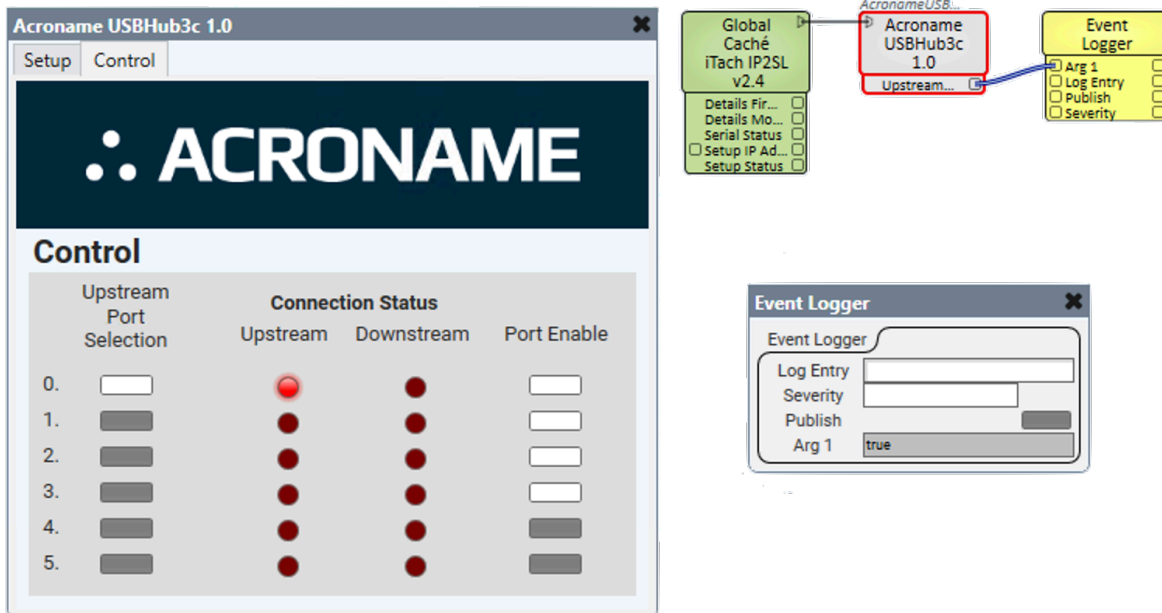 Acroname USBHub3c 1.0
Setup
Control
ACRONAME
Control
Upstream
Port
Selection
Connection Status
Upstream
Downstream
Port Enable
0.
1.
2.
3.
4.
5.
Global
Caché
iTach IP2SL
v2.4
Details Fir...
Details Mo...
Serial Status
Setup IP Ad...
Setup Status
AcronameUSB...
Acroname
USBHub3c
1.0
Upstream...
Event
Logger
Arg 1
Log Entry
Publish
Severity
Event Logger
Event Logger
Log Entry
Severity
Publish
Arg 1
true